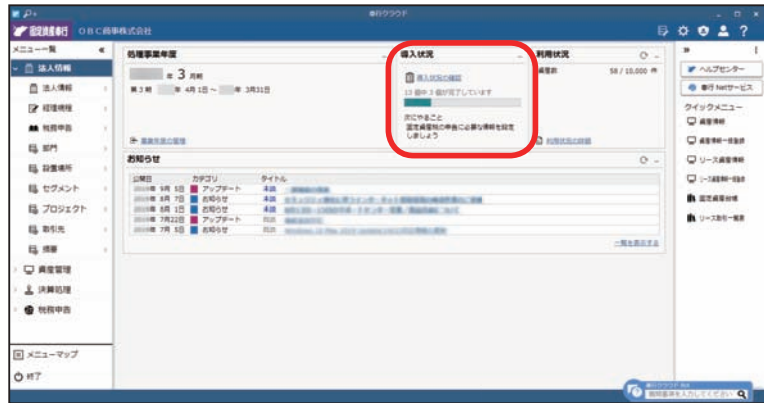 奉行クラウド
固定資産奉行 OBC商事株式会社
メニュー一覧
法人情報
法人情報
経理規程
税務申告
部門
設置場所
セグメント
プロジェクト
取引先
摘要
資産管理
決算処理
税務申告
メニューマップ
終了
処理事業年度
年 3 月期
第 3 期 年 4月 1日 ~ 年 3月31日
事業年度の管理
導入状況
導入状況の確認
13 個中 3 個が完了しています
次にやること
固定資産税の申告に必要な情報を設定
しましょう
利用状況
資産数 58 / 10,000 件
利用状況の詳細
お知らせ
公開日 カテゴリ タイトル
年 9月 5日 アップデート 未読
年 8月 7日 お知らせ 未読
年 8月 1日 お知らせ 未読
年 7月22日 アップデート 既読
年 7月 5日 お知らせ 既読
一覧を表示する
ヘルプセンター
奉行 Netサービス
クイックメニュー
資産情報
資産情報-一括登録
リース資産情報
固定資産台帳
リース取引一覧表
奉行クラウド
質問事項を入力してください